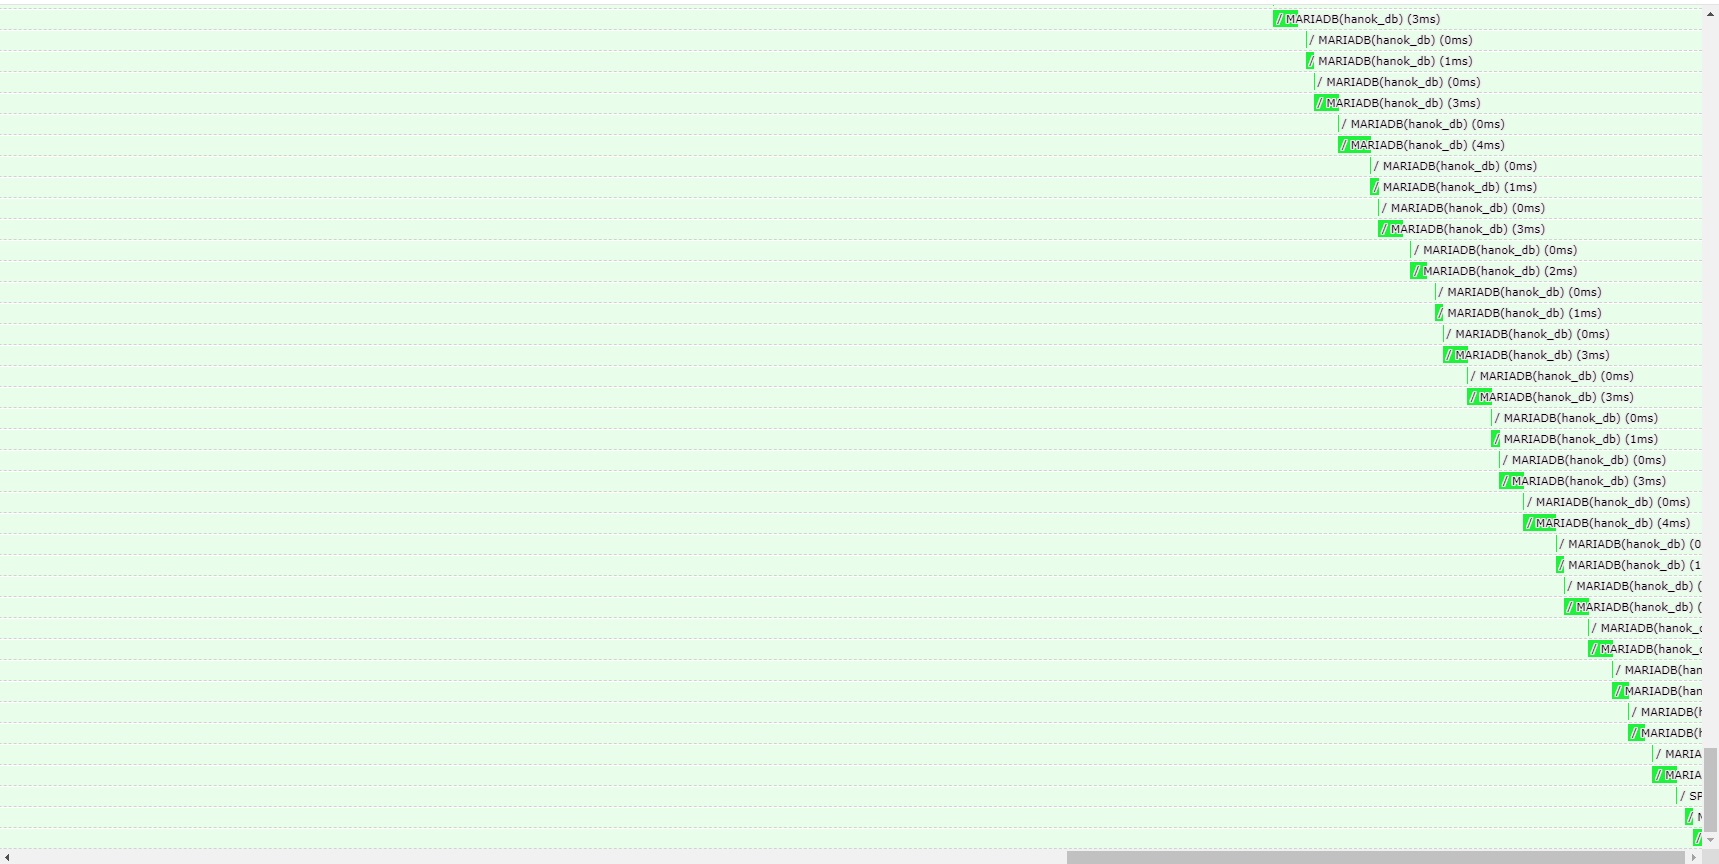 / MARIADB(hanok_db) (3ms)
/ MARIADB(hanok_db) (0ms)
/ MARIADB(hanok_db) (1ms)
/ MARIADB(hanok_db) (0ms)
/ MARIADB(hanok_db) (3ms)
/ MARIADB(hanok_db) (0ms)
/ MARIADB(hanok_db) (4ms)
/ MARIADB(hanok_db) (0ms)
/ MARIADB(hanok_db) (1ms)
/ MARIADB(hanok_db) (0ms)
/ MARIADB(hanok_db) (3ms)
/ MARIADB(hanok_db) (0ms)
/ MARIADB(hanok_db) (2ms)
/ MARIADB(hanok_db) (0ms)
/ MARIADB(hanok_db) (1ms)
/ MARIADB(hanok_db) (0ms)
/ MARIADB(hanok_db) (3ms)
/ MARIADB(hanok_db) (0ms)
/ MARIADB(hanok_db) (3ms)
/ MARIADB(hanok_db) (0ms)
/ MARIADB(hanok_db) (1ms)
/ MARIADB(hanok_db) (0ms)
/ MARIADB(hanok_db) (3ms)
/ MARIADB(hanok_db) (0ms)
/ MARIADB(hanok_db) (4ms)
/ MARIADB(hanok_db) (0
/ MARIADB(hanok_db) (1
/ MARIADB(hanok_db) (
/ MARIADB(hanok_db) (
/ MARIADB(hanok_
/ MARIADB(hanok_
/ MARIADB(han
/ MARIADB(han
/ MARIADB(
/ MARIADB(
/ MARIA
/ MARIA
/ S
/
/